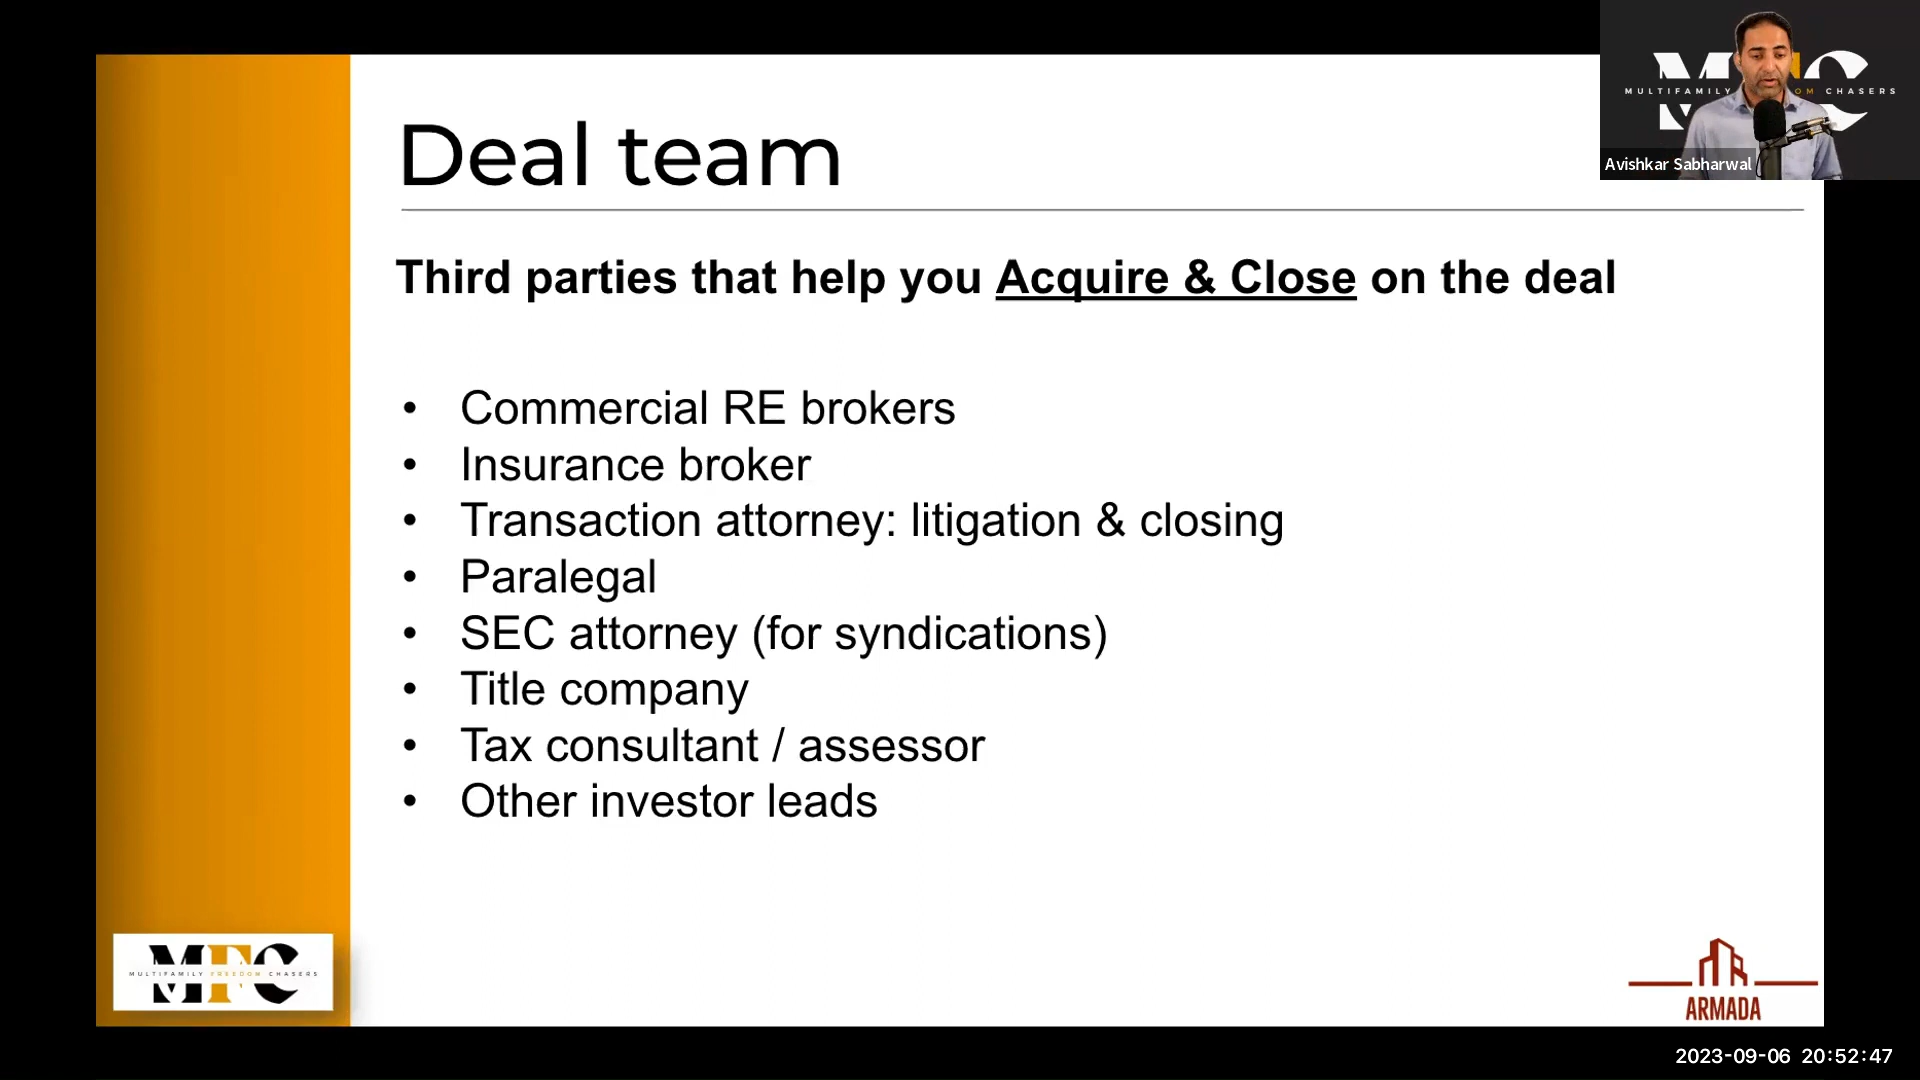 Deal team
Third parties that help you Acquire & Close on the deal
• Commercial RE brokers
• Insurance broker
• Transaction attorney: litigation & closing
• Paralegal
• SEC attorney (for syndications)
• Title company
• Tax consultant / assessor
• Other investor leads
MFC
MULTIFAMILY FREEDOM CHASERS
ARMADA
M C
MULTIFAMILY OM CHASERS
Avishkar Sabharwal
2023-09-06 20:52:47